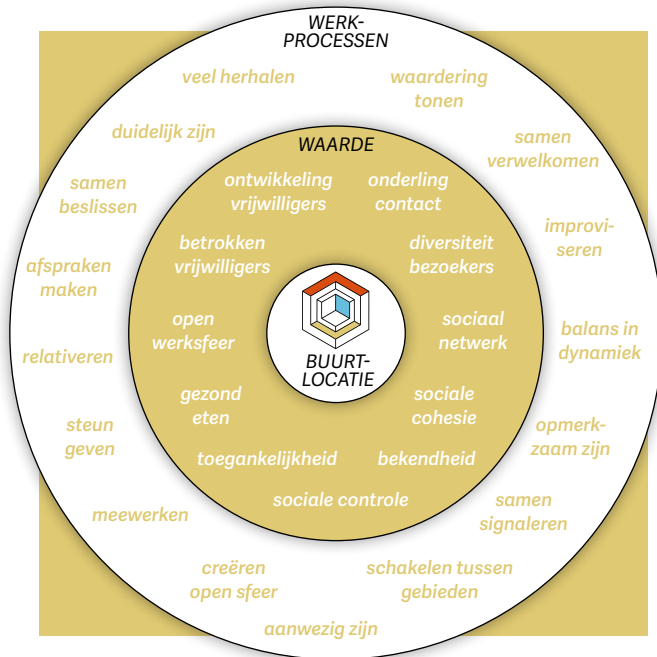 WERK-
PROCESSEN
veel herhalen
waardering
tonen
duidelijk zijn
samen
verwelkomen
samen
beslissen
improvi-
seren
afspraken
maken
balans in
dynamiek
relativeren
opmerk-
zaam zijn
steun
geven
samen
signaleren
meewerken
schakelen tussen
gebieden
creëren
open sfeer
aanwezig zijn
WAARDE
ontwikkeling
vrijwilligers
onderling
contact
betrokken
vrijwilligers
diversiteit
bezoekers
open
werksfeer
sociaal
netwerk
gezond
eten
sociale
cohesie
toegankelijkheid
bekendheid
sociale controle
BUURT-
LOCATIE